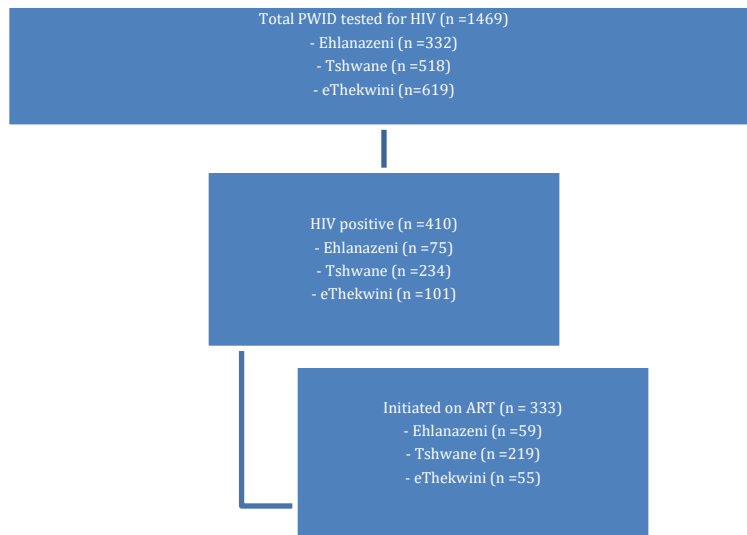 Total PWID tested for HIV (n =1469)
- Ehlanazeni (n =332)
- Tshwane (n =518)
- eThekwini (n=619)
HIV positive (n =410)
- Ehlanazeni (n =75)
- Tshwane (n =234)
- eThekwini (n =101)
Initiated on ART (n = 333)
- Ehlanazeni (n =59)
- Tshwane (n =219)
- eThekwini (n =55)